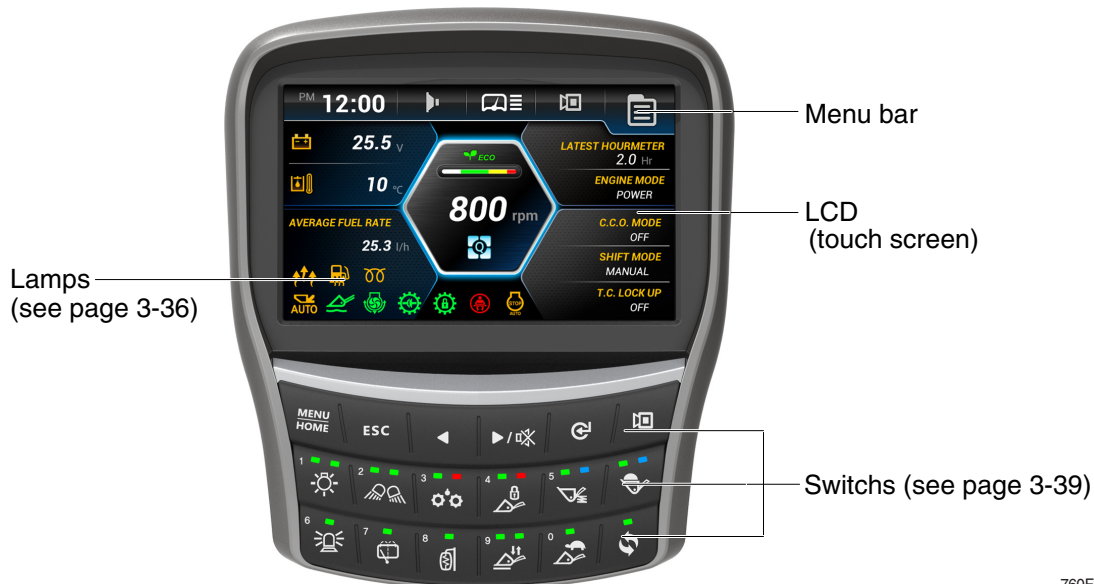 PM 12:00
25.5 V
10 °C
AVERAGE FUEL RATE
25.3 l/h
AUTO
STOP
AUTO
ECO
800 rpm
Q
LATEST HOURMETER
2.0 Hr
ENGINE MODE
POWER
C.C.O. MODE
OFF
SHIFT MODE
MANUAL
T.C. LOCK UP
OFF
Menu bar
LCD
(touch screen)
Lamps
(see page 3-36)
MENU
HOME
ESC
1 2 3 4 5
6 7 8 9 0
Switchs (see page 3-39)